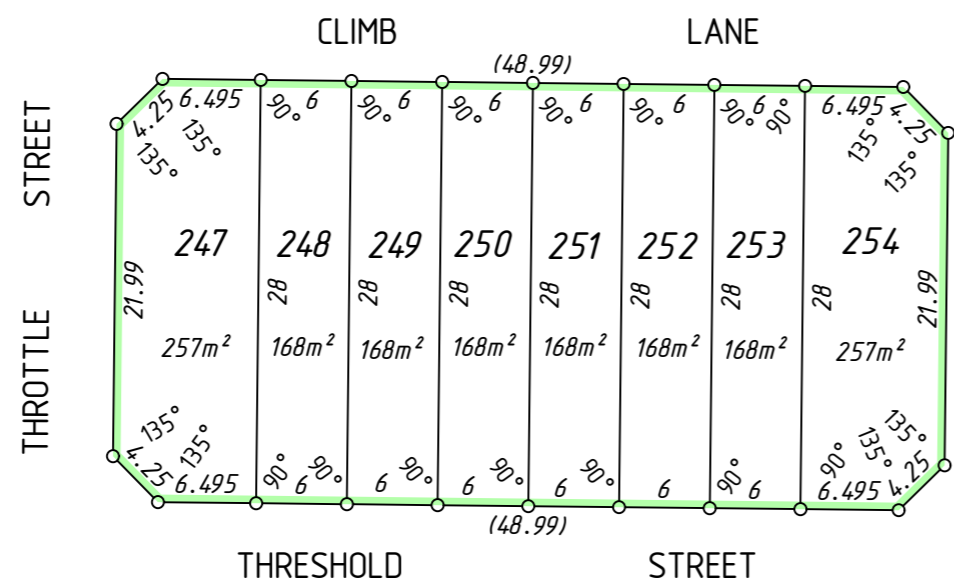 CLIMB LANE
(48.99)
6.495 6 6 6 6 6 6 6.495
4.25 90° 90° 90° 90° 90° 90° 90° 4.25
135° 135° 135° 135°
STREET
247 248 249 250 251 252 253 254
21.99 28 28 28 28 28 28 28 21.99
THROTTLE
257m² 168m² 168m² 168m² 168m² 168m² 168m² 257m²
135° 135° 135° 135°
4.25 90° 90° 90° 90° 90° 90° 90° 4.25
6.495 6 6 6 6 6 6 6.495
(48.99)
THRESHOLD STREET